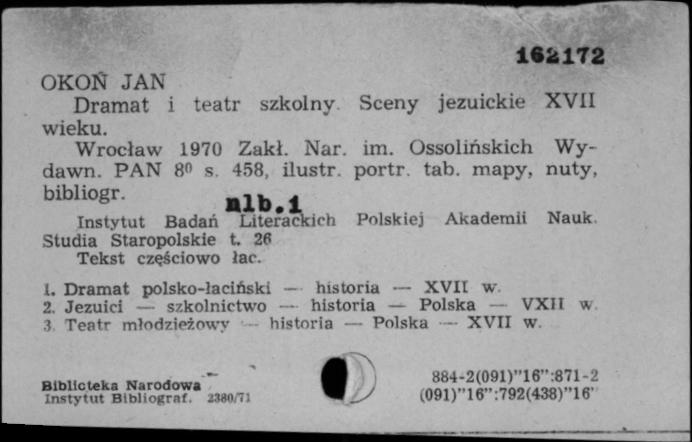 162172
OKOŃ JAN
Dramat i teatr szkolny. Sceny jezuickie XVII
wieku.
Wrocław 1970 Zakł. Nar. im. Ossolińskich Wy-
dawn. PAN 8⁰ s. 458, ilustr. portr. tab. mapy, nuty,
bibliogr.
nlb.1
Instytut Badań Literackich Polskiej Akademii Nauk.
Studia Staropolskie t. 26
Tekst częściowo łac.
1. Dramat polsko-łaciński — historia — XVII w.
2. Jezuici — szkolnictwo — historia — Polska — VXII w.
3. Teatr młodzieżowy — historia — Polska — XVII w.
Biblioteka Narodowa
Instytut Bibliograf. 2380/71
884-2(091)"16":871-2
(091)"16":792(438)"16"